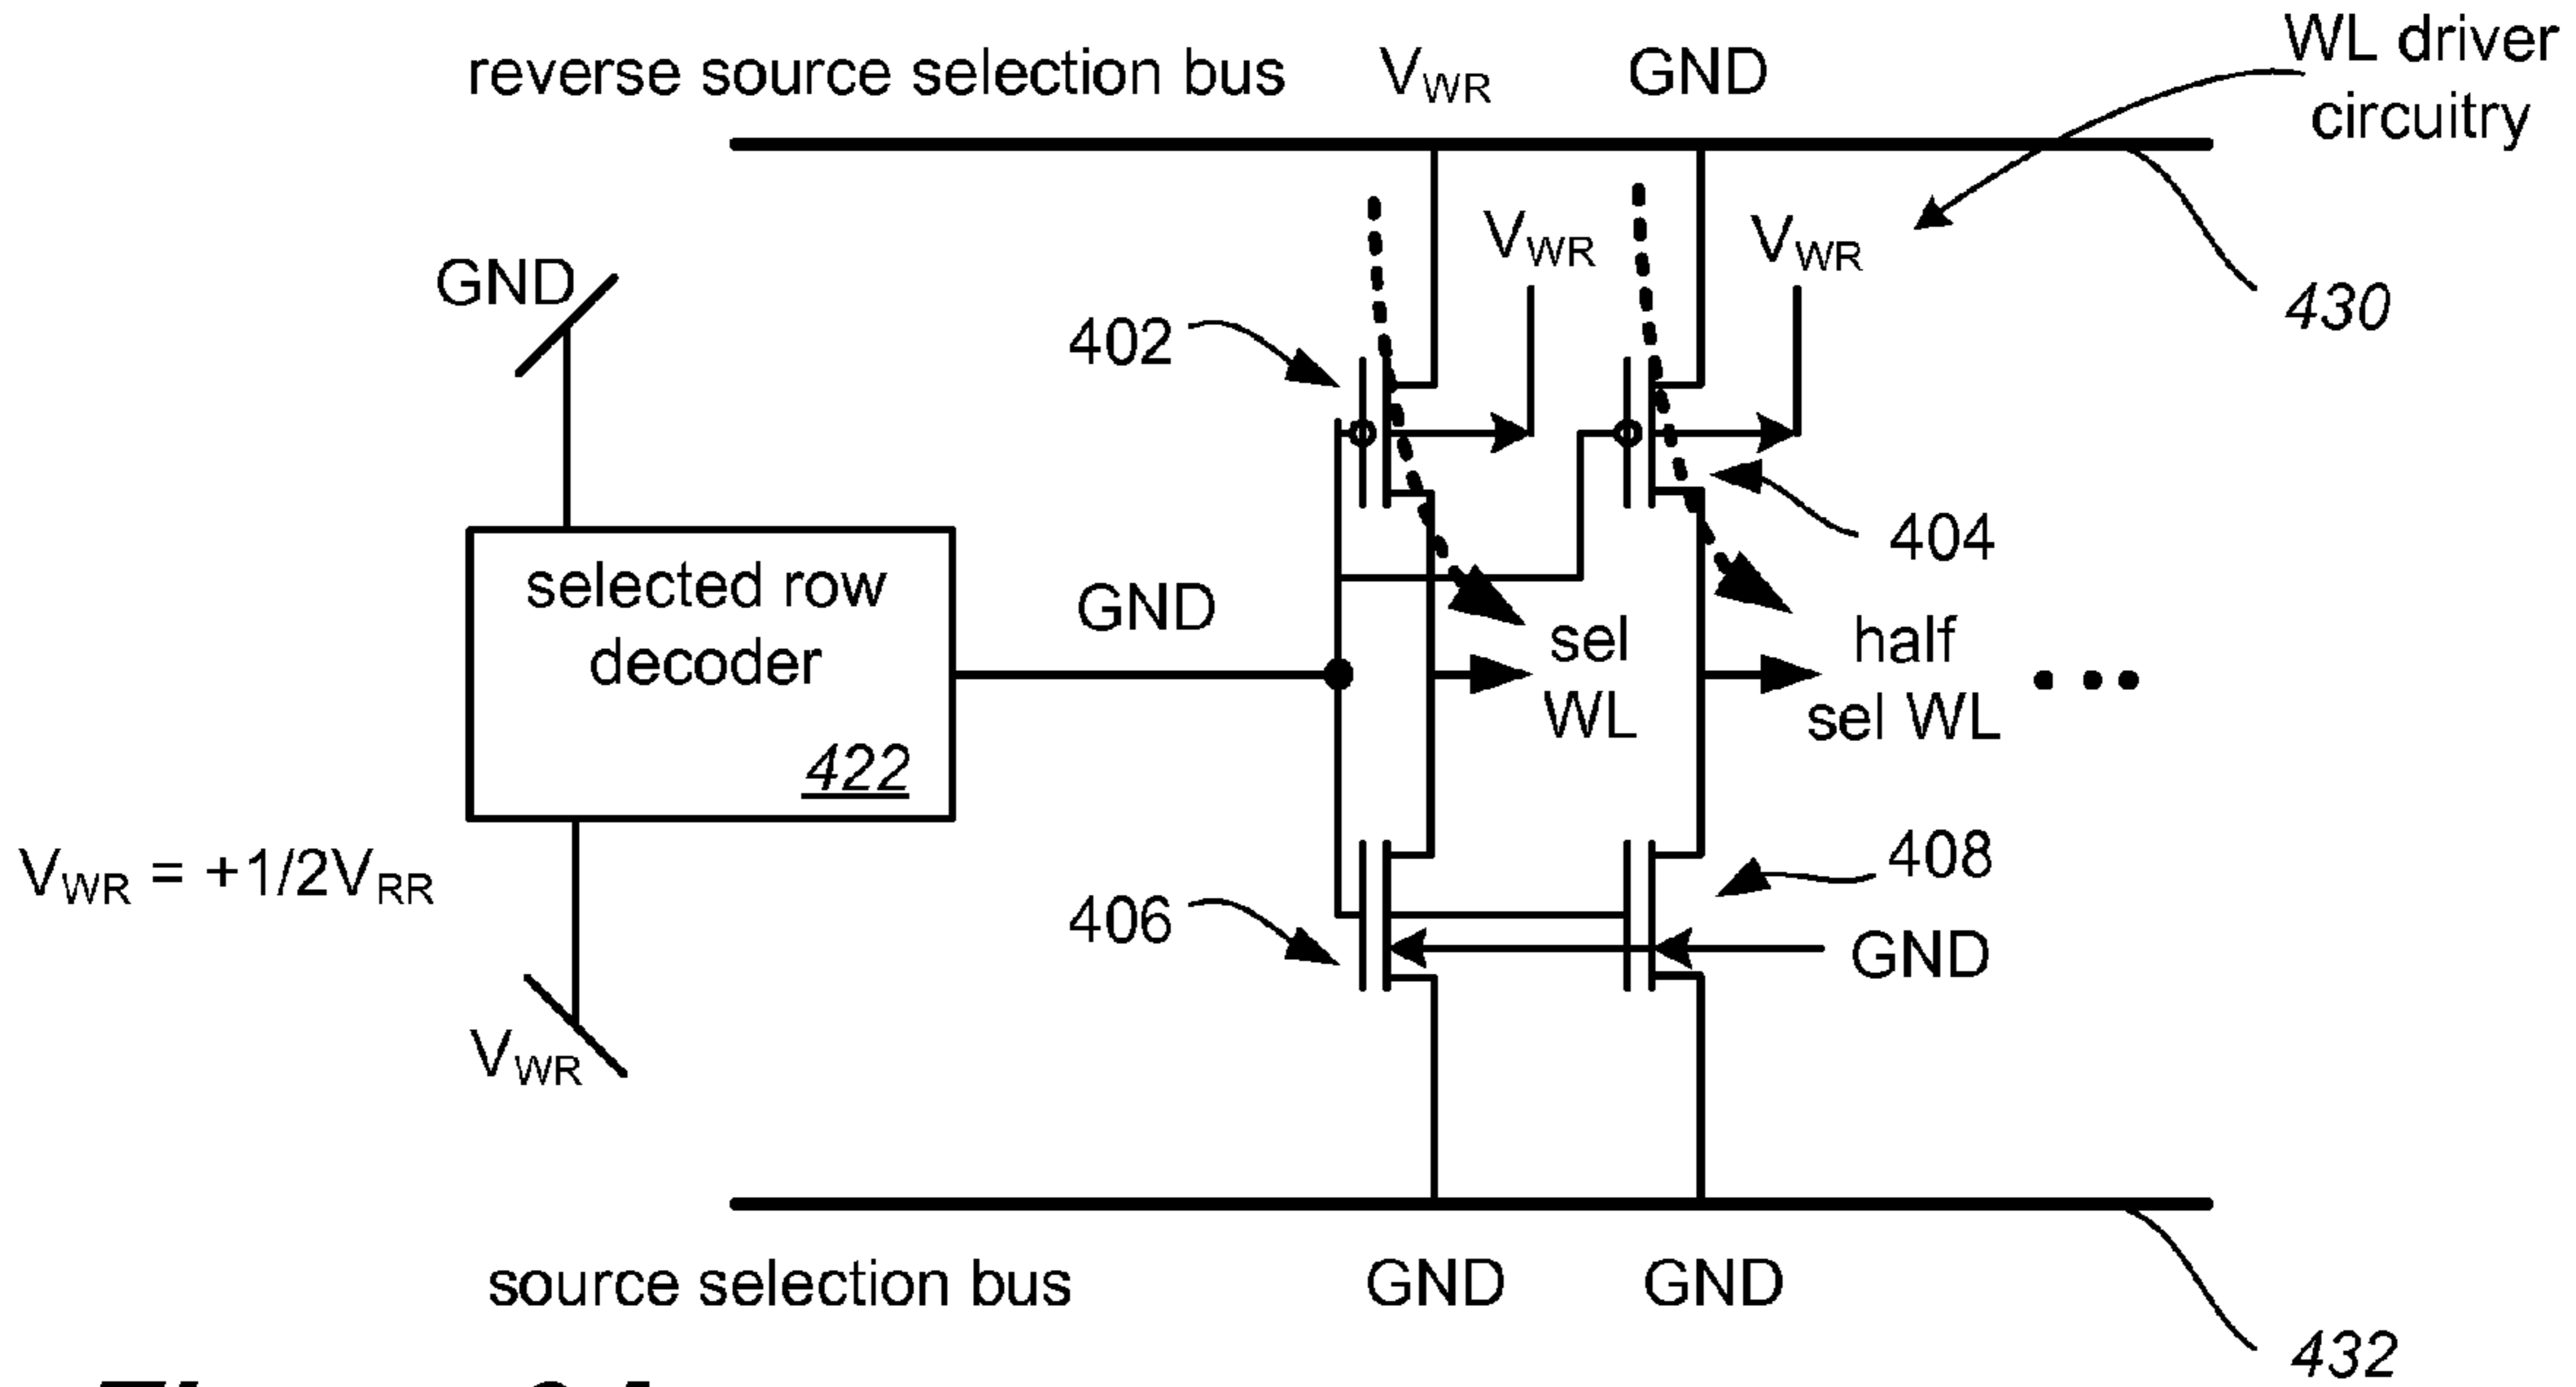 reverse source selection bus
VWR
GND
WL driver
circuitry
GND
VWR
VWR
430
402
404
selected row
decoder
422
GND
sel
WL
half
sel WL
VWR = +1/2VRR
406
408
GND
VWR
source selection bus
GND
GND
432